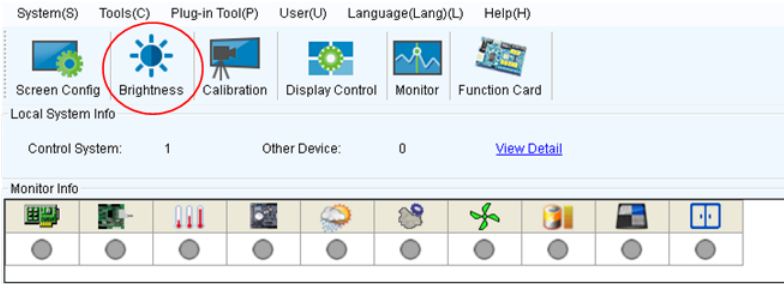 System(S) Tools(C) Plug-in Tool(P) User(U) Language(Lang)(L) Help(H)
Screen Config Brightness Calibration Display Control Monitor Function Card
Local System Info
Control System: 1 Other Device: 0 View Detail
Monitor Info